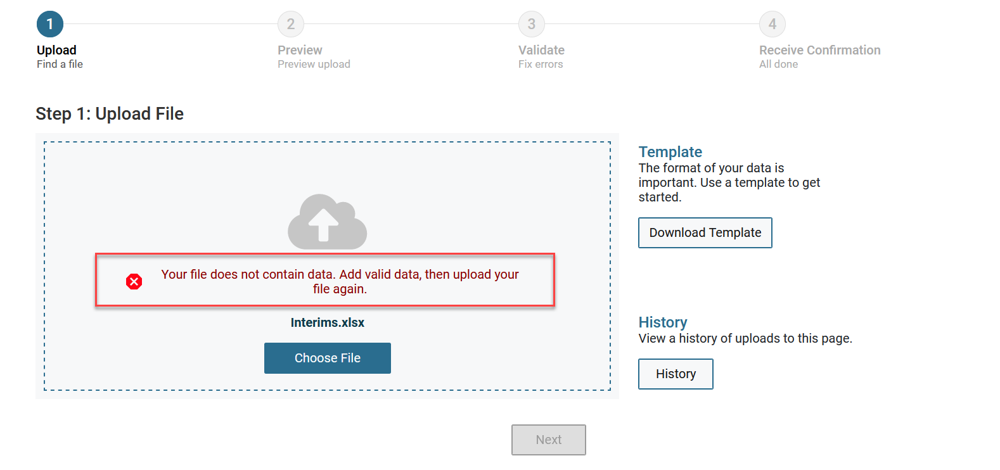 1
Upload
Find a file
2
Preview
Preview upload
3
Validate
Fix errors
4
Receive Confirmation
All done
Step 1: Upload File
Your file does not contain data. Add valid data, then upload your
file again.
Interims.xlsx
Choose File
Template
The format of your data is
important. Use a template to get
started.
Download Template
History
View a history of uploads to this page.
History
Next